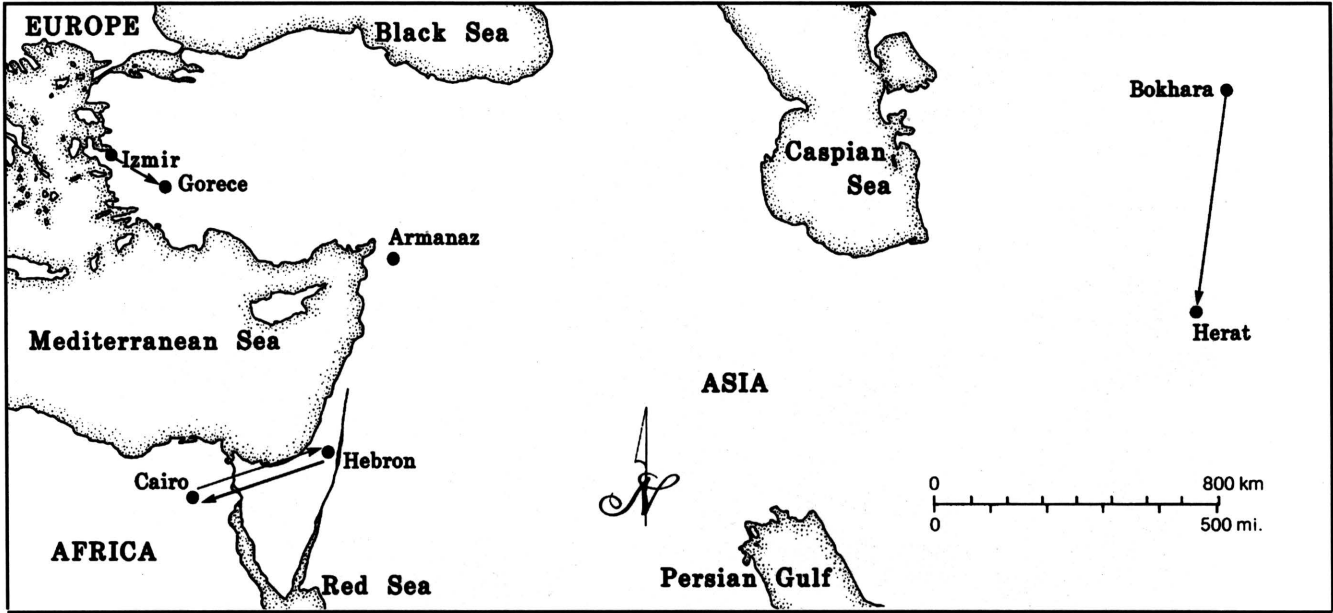 EUROPE
Black Sea
Bokhara
Izmir
Gorece
Caspian
Sea
Armanaz
Mediterranean Sea
Herat
ASIA
Hebron
Cairo
N
0 800 km
0 500 mi.
AFRICA
Red Sea
Persian Gulf